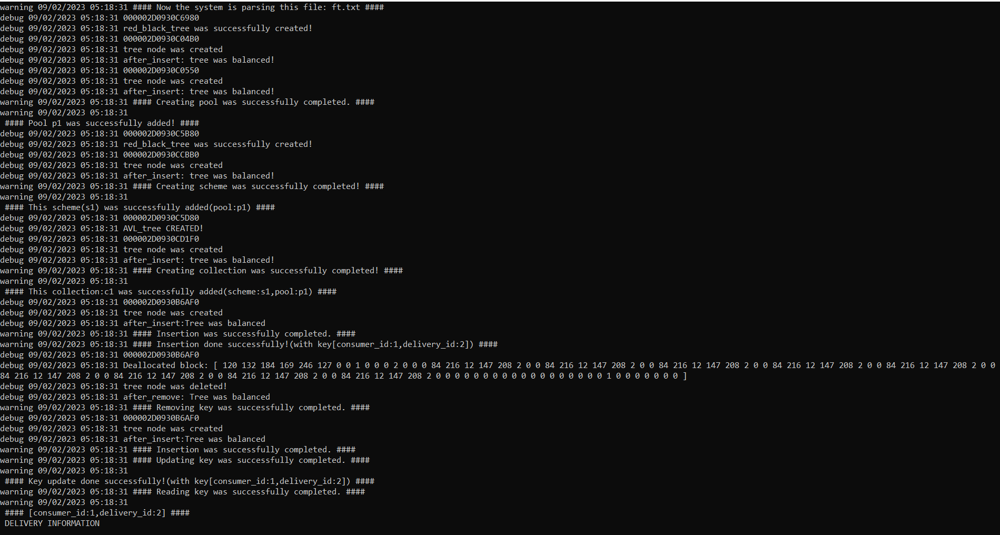 warning 09/02/2023 05:18:31 #### Now the system is parsing this file: ft.txt ####
debug 09/02/2023 05:18:31 000002D0930C6980
debug 09/02/2023 05:18:31 red_black_tree was successfully created!
debug 09/02/2023 05:18:31 000002D0930C04B0
debug 09/02/2023 05:18:31 tree node was created
debug 09/02/2023 05:18:31 after_insert: tree was balanced!
debug 09/02/2023 05:18:31 000002D0930C0550
debug 09/02/2023 05:18:31 tree node was created
debug 09/02/2023 05:18:31 after_insert: tree was balanced!
warning 09/02/2023 05:18:31 #### Creating pool was successfully completed. ####
warning 09/02/2023 05:18:31
 #### Pool p1 was successfully added! ####
debug 09/02/2023 05:18:31 000002D0930C5B80
debug 09/02/2023 05:18:31 red_black_tree was successfully created!
debug 09/02/2023 05:18:31 000002D0930CCBB0
debug 09/02/2023 05:18:31 tree node was created
debug 09/02/2023 05:18:31 after_insert: tree was balanced!
warning 09/02/2023 05:18:31 #### Creating scheme was successfully completed! ####
warning 09/02/2023 05:18:31
 #### This scheme(s1) was successfully added(pool:p1) ####
debug 09/02/2023 05:18:31 000002D0930C5D80
debug 09/02/2023 05:18:31 AVL_tree CREATED!
debug 09/02/2023 05:18:31 000002D0930CD1F0
debug 09/02/2023 05:18:31 tree node was created
debug 09/02/2023 05:18:31 after_insert: tree was balanced!
warning 09/02/2023 05:18:31 #### Creating collection was successfully completed! ####
warning 09/02/2023 05:18:31
 #### This collection:c1 was successfully added(scheme:s1,pool:p1) ####
debug 09/02/2023 05:18:31 000002D0930B6AF0
debug 09/02/2023 05:18:31 tree node was created
debug 09/02/2023 05:18:31 after_insert:Tree was balanced
warning 09/02/2023 05:18:31 #### Insertion was successfully completed. ####
warning 09/02/2023 05:18:31 #### Insertion done successfully!(with key[consumer_id:1,delivery_id:2]) ####
debug 09/02/2023 05:18:31 000002D0930B6AF0
debug 09/02/2023 05:18:31 Deallocated block: [ 120 132 184 169 246 127 0 0 1 0 0 0 2 0 0 0 84 216 12 147 208 2 0 0 84 216 12 147 208 2 0 0 84 216 12 147 208 2 0 0 84 216 12 147 208 2 0 0 84 216 12 147 208 2 0 0
84 216 12 147 208 2 0 0 84 216 12 147 208 2 0 0 84 216 12 147 208 2 0 0 84 216 12 147 208 2 0 0 0 0 0 0 0 0 0 0 0 0 0 0 0 0 0 0 1 0 0 0 0 0 0 0 ]
debug 09/02/2023 05:18:31 tree node was deleted!
debug 09/02/2023 05:18:31 after_remove: Tree was balanced
warning 09/02/2023 05:18:31 #### Removing key was successfully completed. ####
debug 09/02/2023 05:18:31 000002D0930B6AF0
debug 09/02/2023 05:18:31 tree node was created
debug 09/02/2023 05:18:31 after_insert:Tree was balanced
warning 09/02/2023 05:18:31 #### Insertion was successfully completed. ####
warning 09/02/2023 05:18:31 #### Updating key was successfully completed. ####
warning 09/02/2023 05:18:31
 #### Key update done successfully!(with key[consumer_id:1,delivery_id:2]) ####
warning 09/02/2023 05:18:31 #### Reading key was successfully completed. ####
warning 09/02/2023 05:18:31
 #### [consumer_id:1,delivery_id:2] ####
 DELIVERY INFORMATION